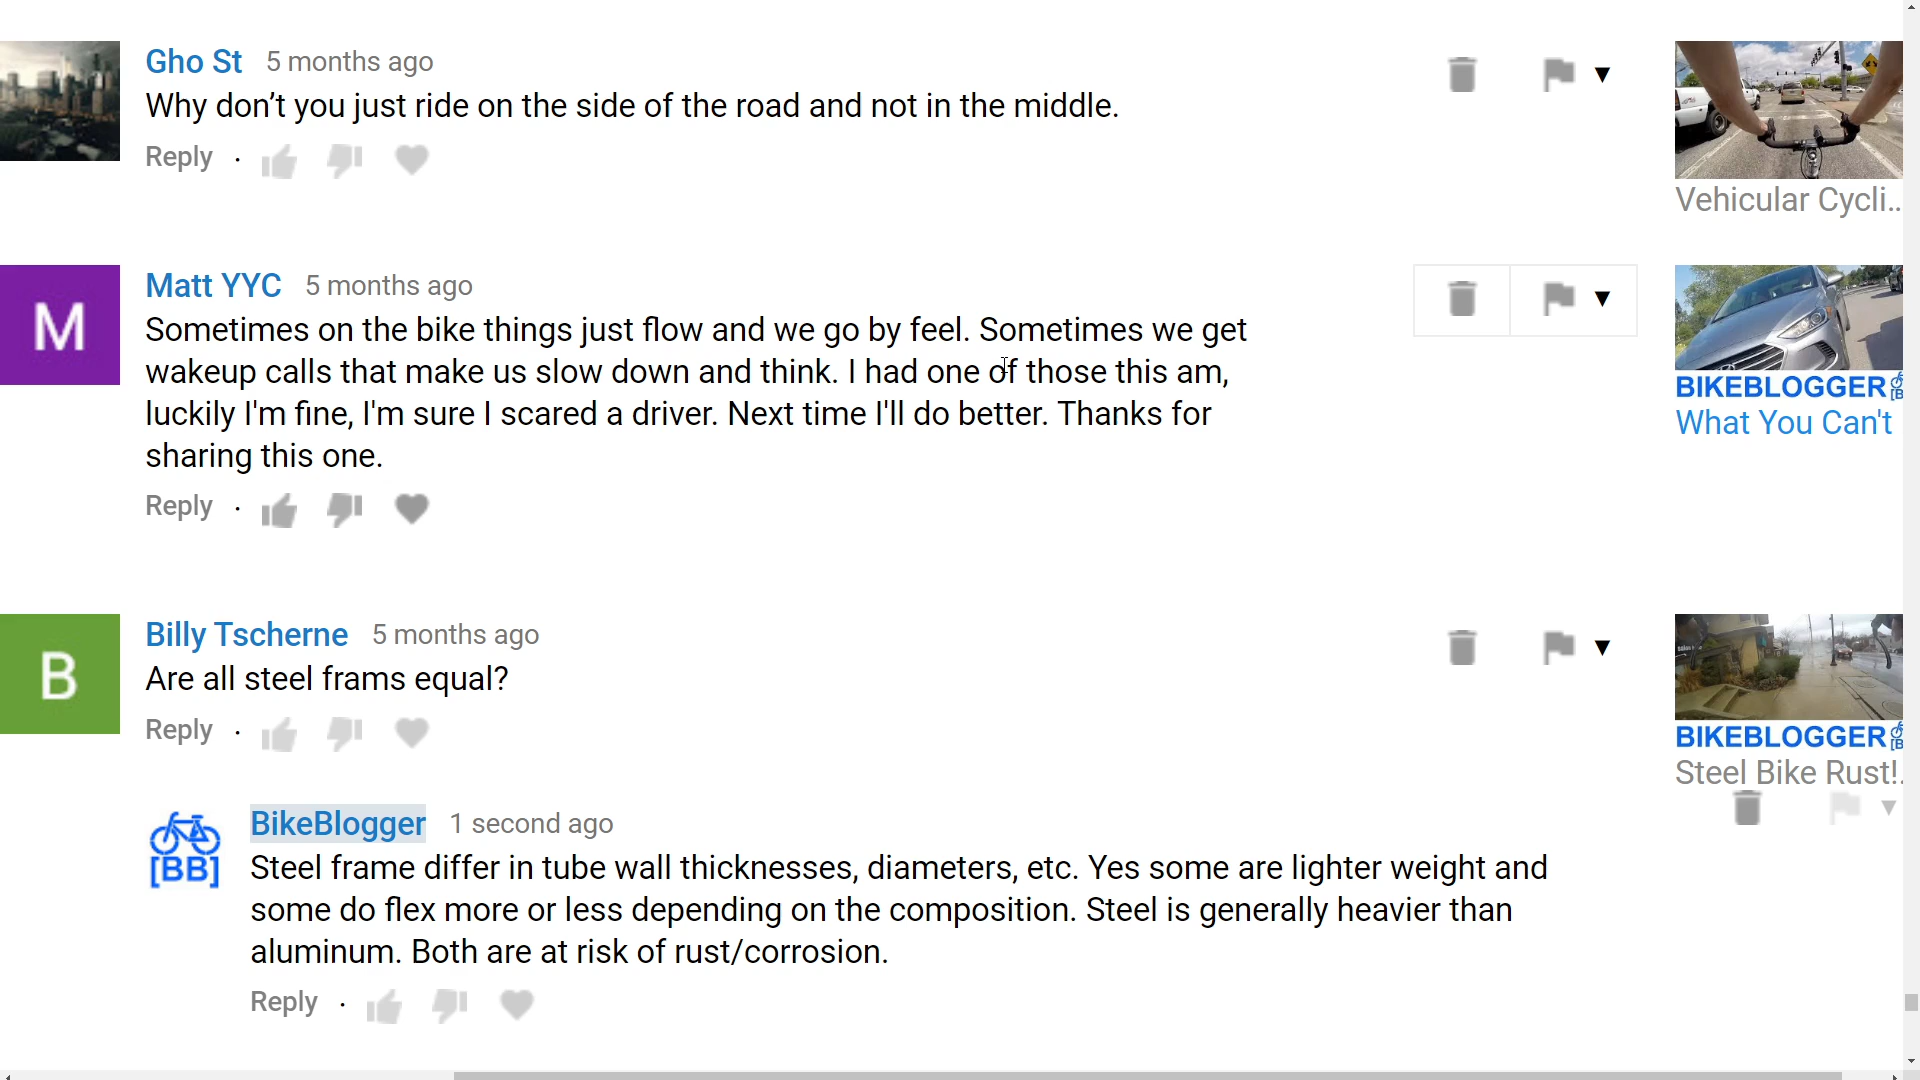 Gho St 5 months ago
Why don’t you just ride on the side of the road and not in the middle.
Reply ·
Vehicular Cycli...
M
Matt YYC 5 months ago
Sometimes on the bike things just flow and we go by feel. Sometimes we get
wakeup calls that make us slow down and think. I had one of those this am,
luckily I'm fine, I'm sure I scared a driver. Next time I'll do better. Thanks for
sharing this one.
Reply ·
BIKEBLOGGER
What You Can't
B
Billy Tscherne 5 months ago
Are all steel frams equal?
Reply ·
BIKEBLOGGER
Steel Bike Rust!.
[BB]
BikeBlogger 1 second ago
Steel frame differ in tube wall thicknesses, diameters, etc. Yes some are lighter weight and
some do flex more or less depending on the composition. Steel is generally heavier than
aluminum. Both are at risk of rust/corrosion.
Reply ·